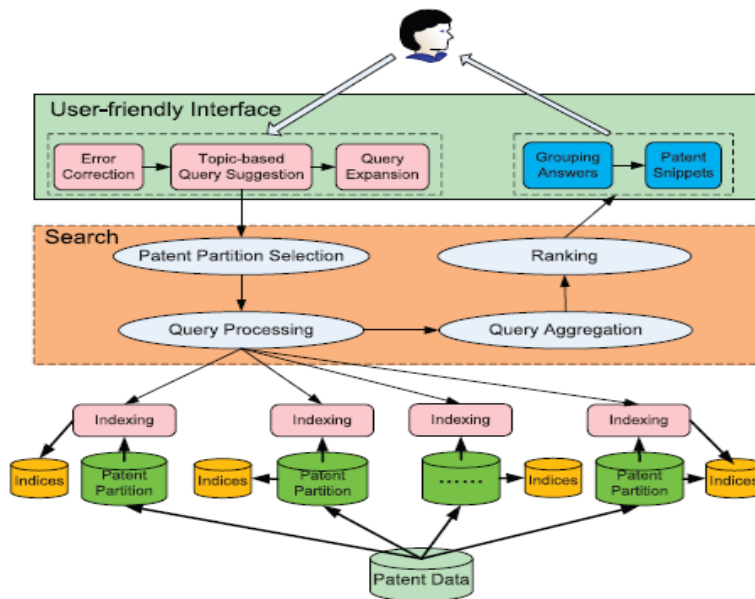 User-friendly Interface
Error
Correction
Topic-based
Query Suggestion
Query
Expansion
Grouping
Answers
Patent
Snippets
Search
Patent Partition Selection
Ranking
Query Processing
Query Aggregation
Indexing
Indexing
Indexing
Indexing
Indices
Patent
Partition
Indices
Patent
Partition
......
Indices
Patent
Partition
Indices
Patent Data